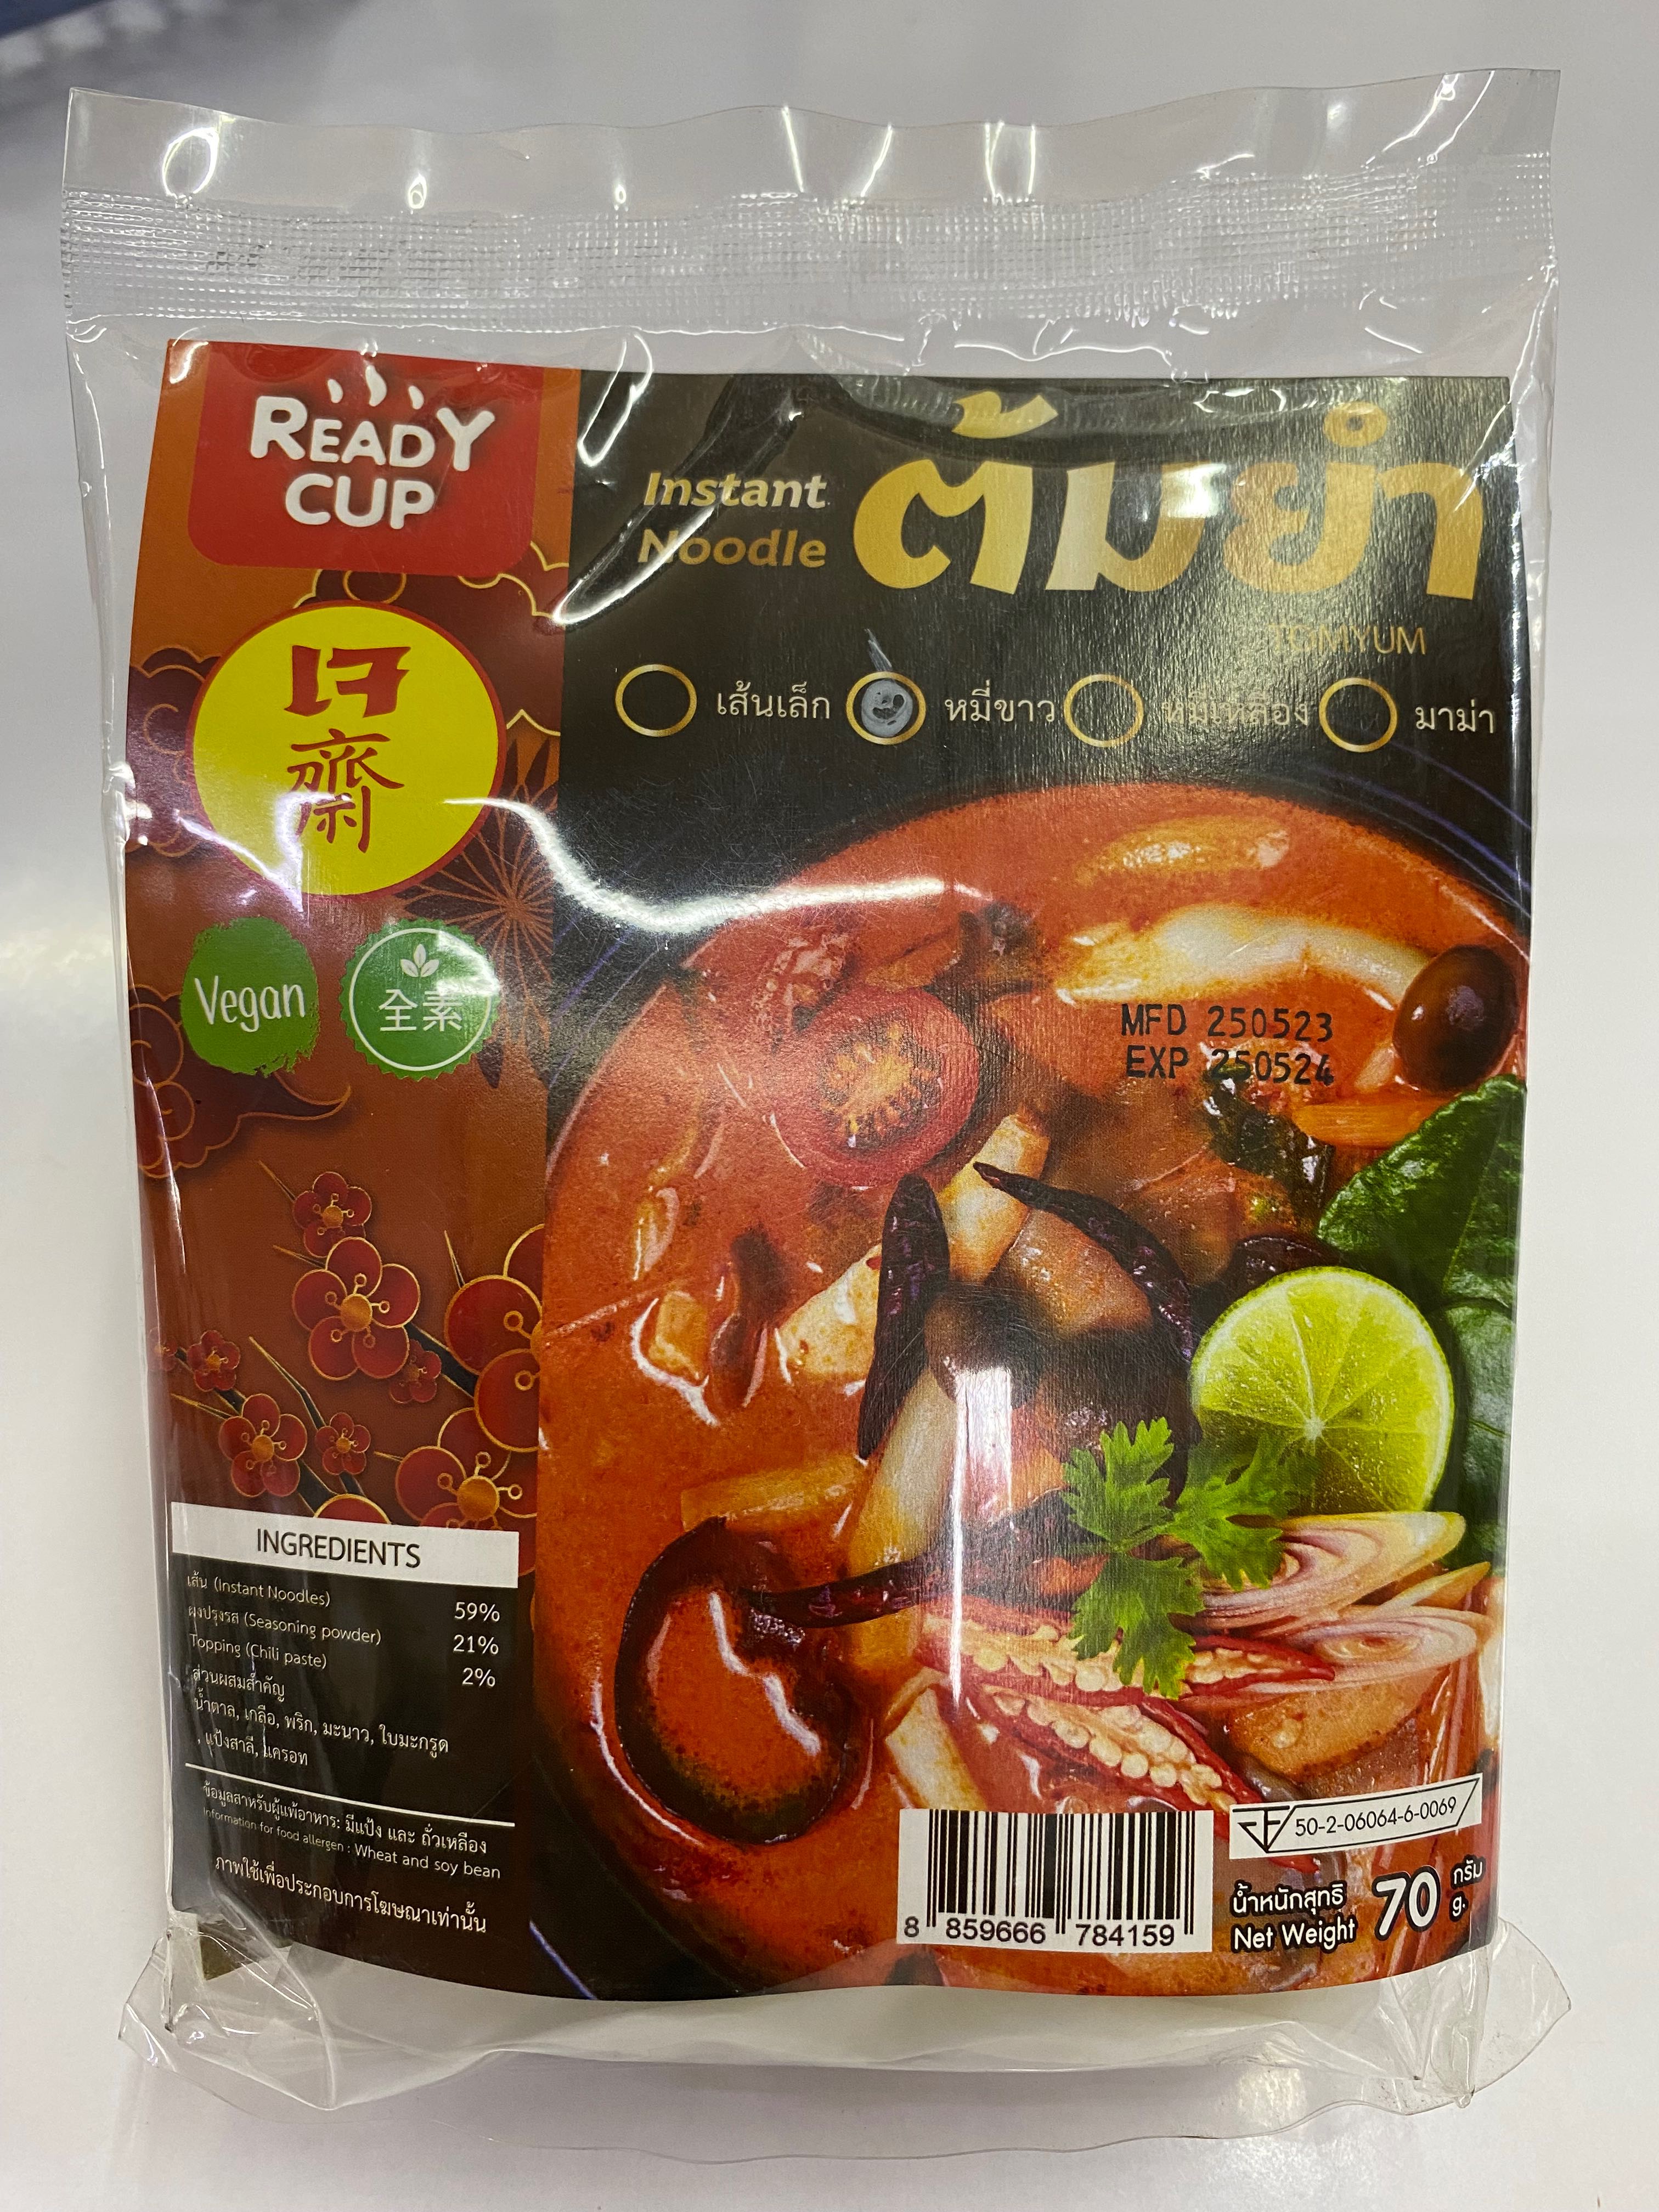 READY
CUP
เจ
齋
Vegan
全素
Instant
Noodle
ต้มยำ
TOMYUM
เส้นเล็ก
หมี่ขาว
หมี่เหลือง
มาม่า
MFD 250523
EXP 250524
INGREDIENTS
เส้น (Instant Noodles) 59%
ผงปรุงรส (Seasoning powder) 21%
Topping (Chili paste) 2%
ส่วนผสมสำคัญ
น้ำตาล, เกลือ, พริก, มะนาว, ใบมะกรูด
, แป้งสาลี, แครอท
ข้อมูลสำหรับผู้แพ้อาหาร: มีแป้ง และ ถั่วเหลือง
Information for food allergen : Wheat and soy bean
ภาพใช้เพื่อประกอบการโฆษณาเท่านั้น
8 859666 784159
50-2-06064-6-0069
น้ำหนักสุทธิ 70 กรัม
Net Weight g.